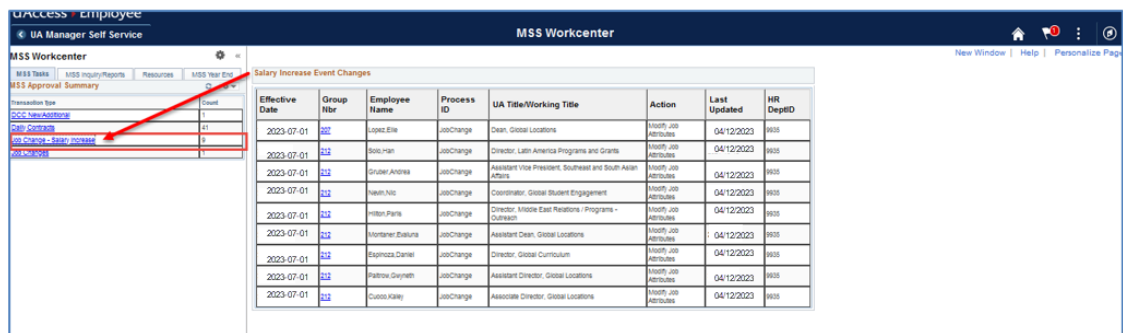 UAccess Employee
UA Manager Self Service
MSS Workcenter
New Window | Help | Personalize Page
MSS Workcenter
MSS Tasks MSS Inquiry/Reports Resources MSS Year End
MSS Approval Summary
Transaction Type Count
DCC New/Additional 1
Daily Contracts 41
Job Change - Salary Increase 9
Job Changes 1
Salary Increase Event Changes
Effective Date Group Nbr Employee Name Process ID UA Title/Working Title Action Last Updated HR DeptID
2023-07-01 207 Lopez,Elle JobChange Dean, Global Locations Modify Job Attributes 04/12/2023 9935
2023-07-01 212 Solo,Han JobChange Director, Latin America Programs and Grants Modify Job Attributes 04/12/2023 9935
2023-07-01 212 Gruber,Andrea JobChange Assistant Vice President, Southeast and South Asian Affairs Modify Job Attributes 04/12/2023 9935
2023-07-01 212 Nevin,Nic JobChange Coordinator, Global Student Engagement Modify Job Attributes 04/12/2023 9935
2023-07-01 212 Hilton,Paris JobChange Director, Middle East Relations / Programs - Outreach Modify Job Attributes 04/12/2023 9935
2023-07-01 212 Montaner,Evaluna JobChange Assistant Dean, Global Locations Modify Job Attributes 04/12/2023 9935
2023-07-01 212 Espinoza,Daniel JobChange Director, Global Curriculum Modify Job Attributes 04/12/2023 9935
2023-07-01 212 Paltrow,Gwyneth JobChange Assistant Director, Global Locations Modify Job Attributes 04/12/2023 9935
2023-07-01 212 Cuoco,Kaley JobChange Associate Director, Global Locations Modify Job Attributes 04/12/2023 9935